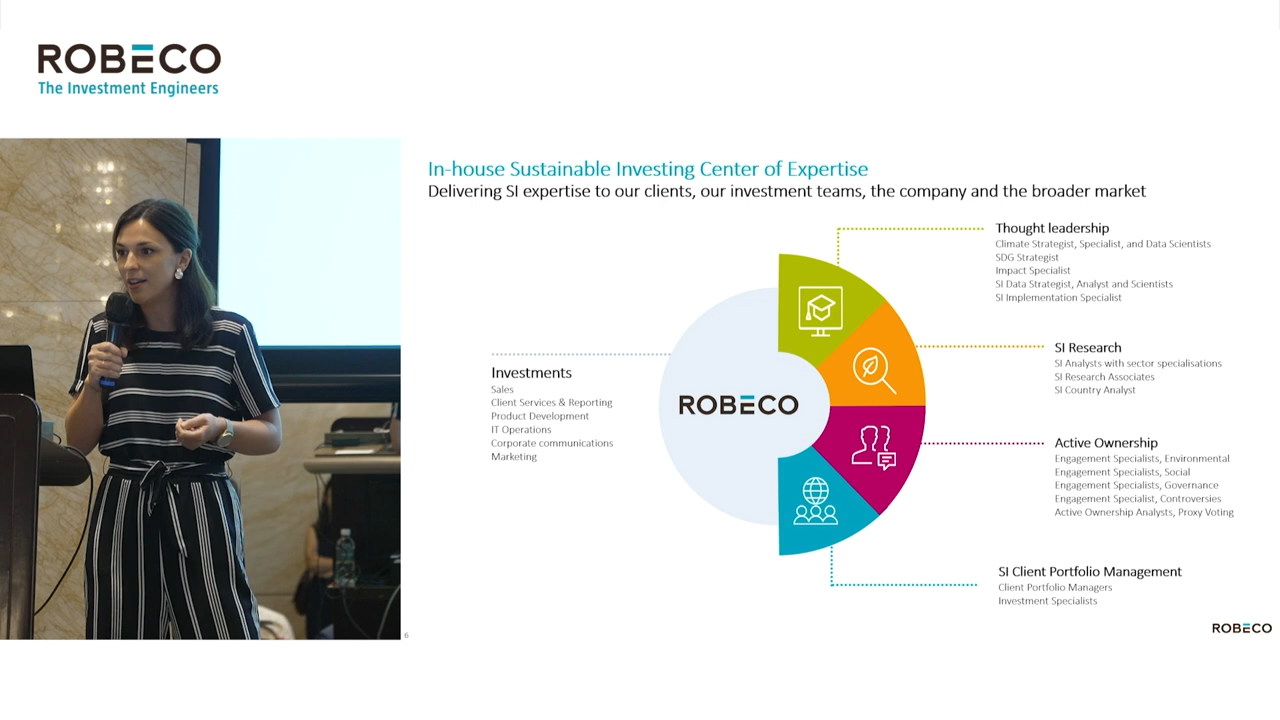 ROBECO
The Investment Engineers
In-house Sustainable Investing Center of Expertise
Delivering SI expertise to our clients, our investment teams, the company and the broader market
Thought leadership
Climate Strategist, Specialist, and Data Scientists
SDG Strategist
Impact Specialist
SI Data Strategist, Analyst and Scientists
SI Implementation Specialist
SI Research
SI Analysts with sector specialisations
SI Research Associates
SI Country Analyst
Investments
Sales
Client Services & Reporting
Product Development
IT Operations
Corporate communications
Marketing
ROBECO
Active Ownership
Engagement Specialists, Environmental
Engagement Specialists, Social
Engagement Specialists, Governance
Engagement Specialist, Controversies
Active Ownership Analysts, Proxy Voting
SI Client Portfolio Management
Client Portfolio Managers
Investment Specialists
6
ROBECO